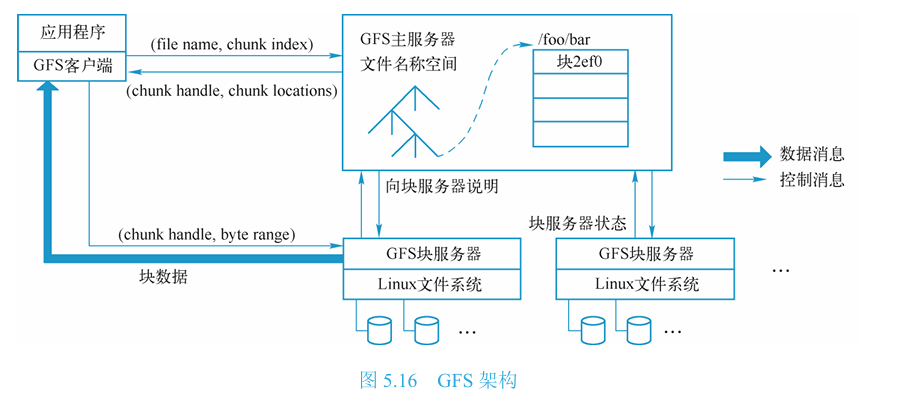 应用程序
GFS客户端
(file name, chunk index)
(chunk handle, chunk locations)
GFS主服务器
文件名称空间
/foo/bar
块2ef0
数据消息
控制消息
向块服务器说明
块服务器状态
(chunk handle, byte range)
块数据
GFS块服务器
Linux文件系统
…
GFS块服务器
Linux文件系统
…
…
图 5.16 GFS 架构